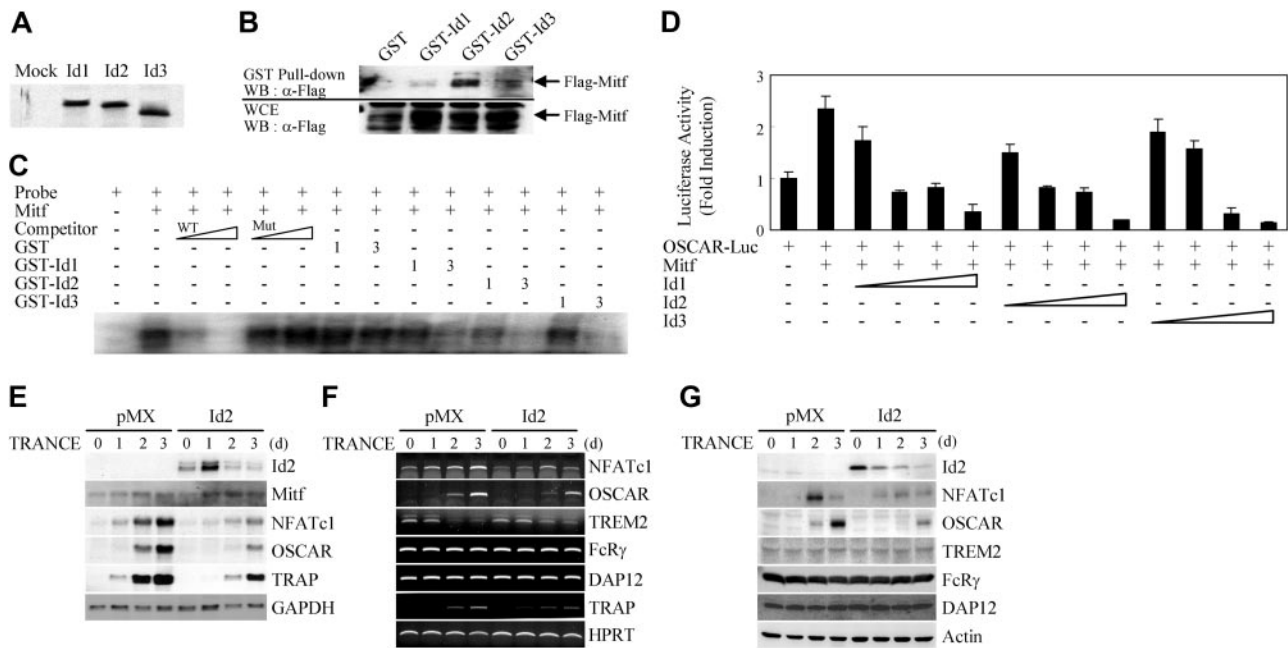 A
Mock Id1 Id2 Id3
B
GST GST-Id1 GST-Id2 GST-Id3
GST Pull-down
WB : α-Flag
Flag-Mitf
WCE
WB : α-Flag
Flag-Mitf
C
Probe + + + + + + + + + + + + +
Mitf - + + + + + + + + + + + +
Competitor - - WT Mut - - - - - - - -
GST - - - - - - 1 3 - - - - - -
GST-Id1 - - - - - - - - 1 3 - - - -
GST-Id2 - - - - - - - - - - 1 3 - -
GST-Id3 - - - - - - - - - - - - 1 3
D
Luciferase Activity
(Fold Induction)
3
2
1
0
OSCAR-Luc + + + + + + + + + + + + + +
Mitf - + + + + + + + + + + + + +
Id1 - - - - - - - - - -
Id2 - - - - - - - - - -
Id3 - - - - - - - - - -
E
pMX Id2
TRANCE 0 1 2 3 0 1 2 3 (d)
Id2
Mitf
NFATc1
OSCAR
TRAP
GAPDH
F
pMX Id2
TRANCE 0 1 2 3 0 1 2 3 (d)
NFATc1
OSCAR
TREM2
FcRγ
DAP12
TRAP
HPRT
G
pMX Id2
TRANCE 0 1 2 3 0 1 2 3 (d)
Id2
NFATc1
OSCAR
TREM2
FcRγ
DAP12
Actin